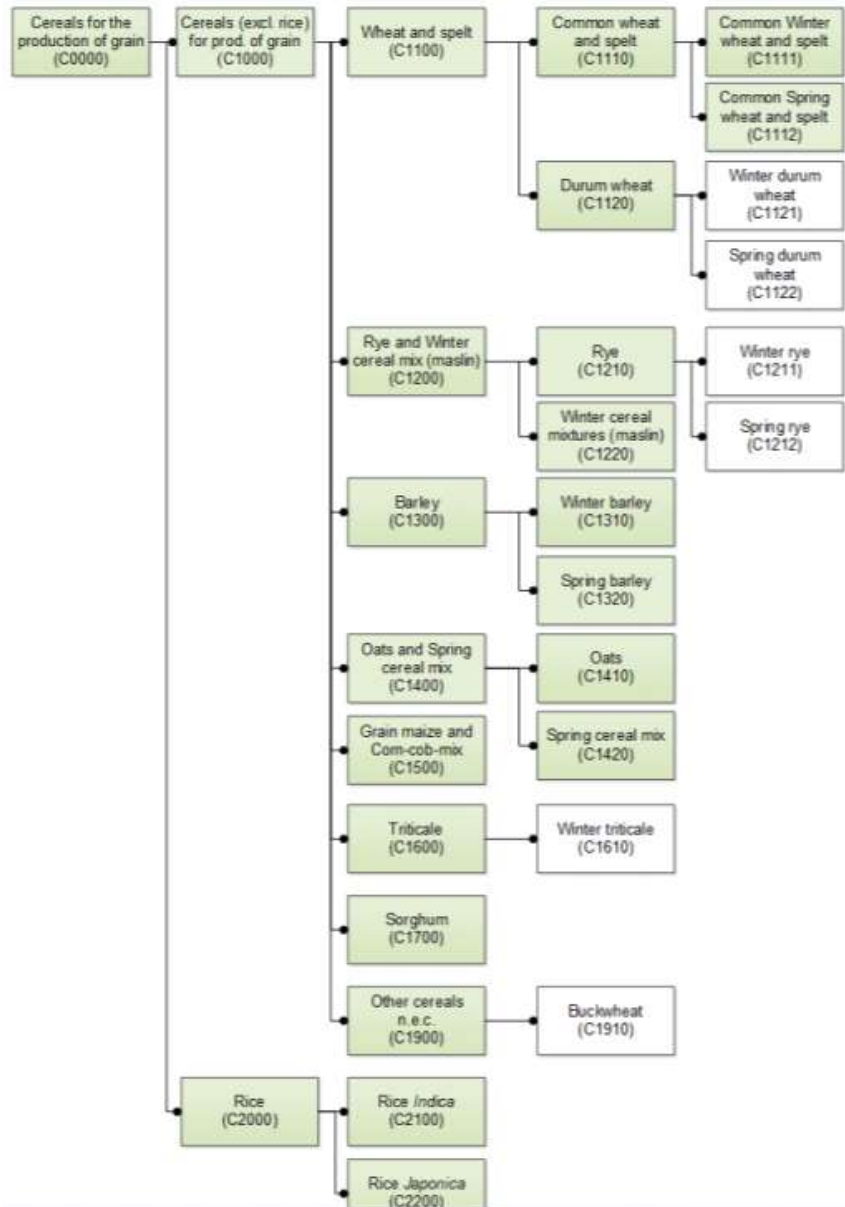 Cereals for the
production of grain
(C0000)
Cereals (excl. rice)
for prod. of grain
(C1000)
Wheat and spelt
(C1100)
Common wheat
and spelt
(C1110)
Common Winter
wheat and spelt
(C1111)
Common Spring
wheat and spelt
(C1112)
Durum wheat
(C1120)
Winter durum
wheat
(C1121)
Spring durum
wheat
(C1122)
Rye and Winter
cereal mix (maslin)
(C1200)
Rye
(C1210)
Winter rye
(C1211)
Spring rye
(C1212)
Winter cereal
mixtures (maslin)
(C1220)
Barley
(C1300)
Winter barley
(C1310)
Spring barley
(C1320)
Oats and Spring
cereal mix
(C1400)
Oats
(C1410)
Spring cereal mix
(C1420)
Grain maize and
Corn-cob-mix
(C1500)
Triticale
(C1600)
Winter triticale
(C1610)
Sorghum
(C1700)
Other cereals
n.e.c.
(C1900)
Buckwheat
(C1910)
Rice
(C2000)
Rice Indica
(C2100)
Rice Japonica
(C2200)